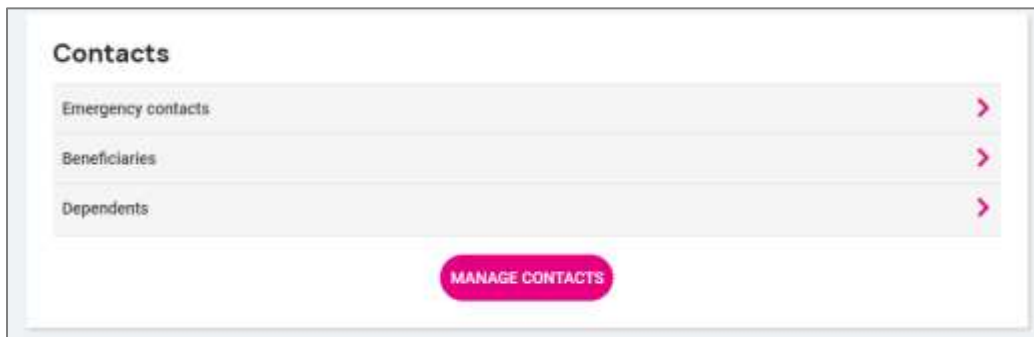 Contacts
Emergency contacts
Beneficiaries
Dependents
MANAGE CONTACTS